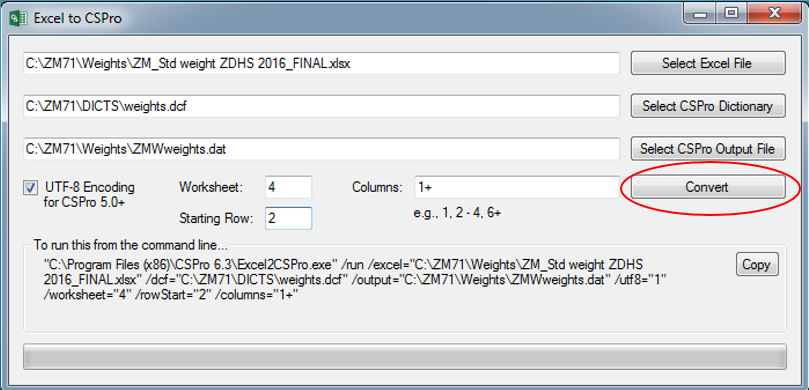 Excel to CSPro
C:\ZM71\Weights\ZM_Std weight ZDHS 2016_FINAL.xlsx
Select Excel File
C:\ZM71\DICTS\weights.dcf
Select CSPro Dictionary
C:\ZM71\Weights\ZMWweights.dat
Select CSPro Output File
UTF-8 Encoding
for CSPro 5.0+
Worksheet: 4
Columns: 1+
Convert
Starting Row: 2
e.g., 1, 2 - 4, 6+
To run this from the command line...
"C:\Program Files (x86)\CSPro 6.3\Excel2CSPro.exe" /run /excel="C:\ZM71\Weights\ZM_Std weight ZDHS
2016_FINAL.xlsx" /dcf="C:\ZM71\DICTS\weights.dcf" /output="C:\ZM71\Weights\ZMWweights.dat" /utf8="1"
/worksheet="4" /rowStart="2" /columns="1+"
Copy